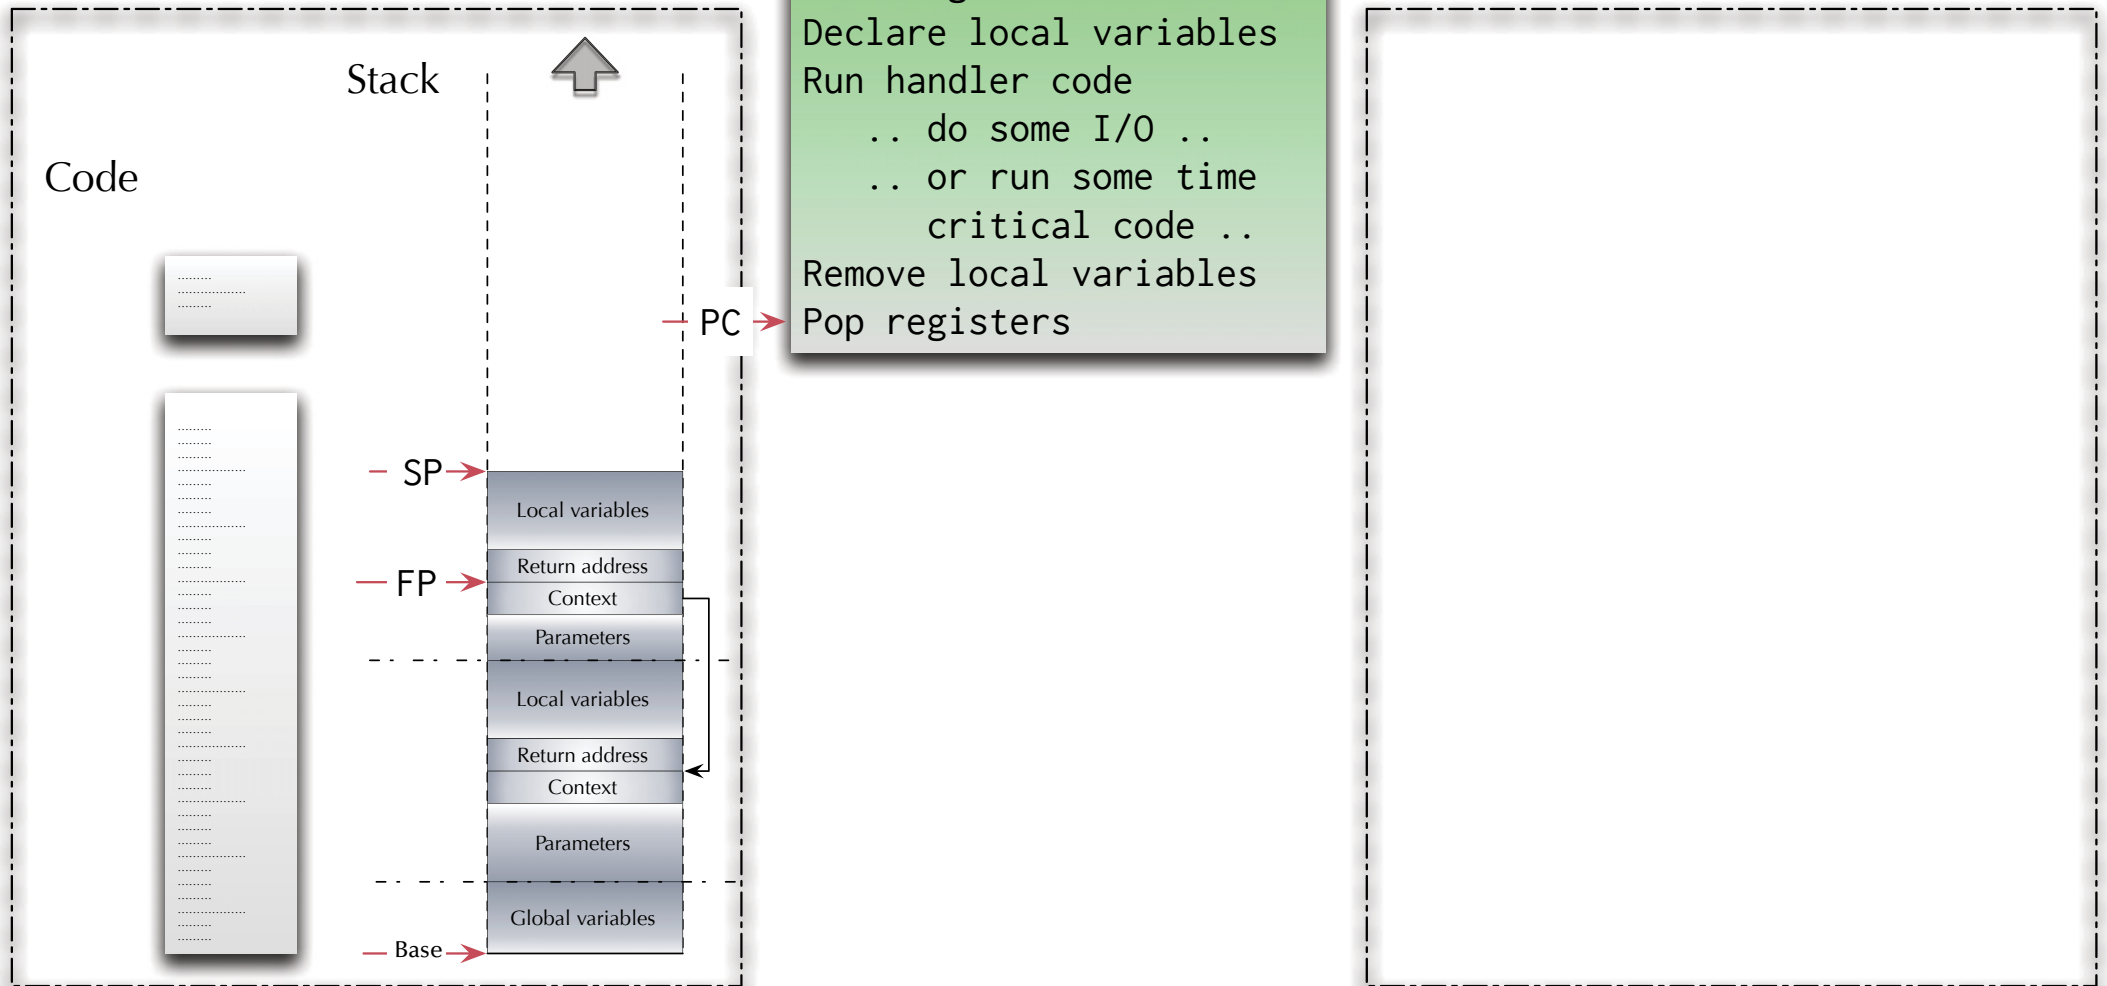 Stack
Code
Declare local variables
Run handler code
.. do some I/O ..
.. or run some time
critical code ..
Remove local variables
PC
Pop registers
SP
Local variables
Return address
FP
Context
Parameters
Local variables
Return address
Context
Parameters
Global variables
Base